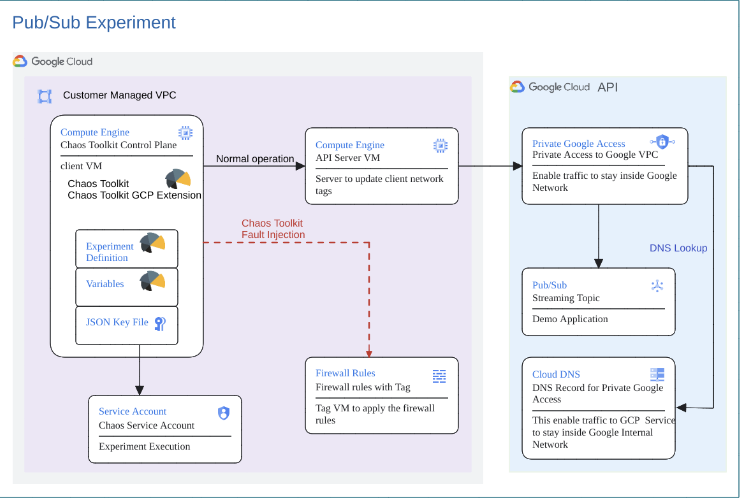 Pub/Sub Experiment
Google Cloud
Customer Managed VPC
Compute Engine
Chaos Toolkit Control Plane
client VM
Chaos Toolkit
Chaos Toolkit GCP Extension
Experiment
Definition
Variables
JSON Key File
Service Account
Chaos Service Account
Experiment Execution
Normal operation
Compute Engine
API Server VM
Server to update client network
tags
Chaos Toolkit
Fault Injection
Firewall Rules
Firewall rules with Tag
Tag VM to apply the firewall
rules
Google Cloud API
Private Google Access
Private Access to Google VPC
Enable traffic to stay inside Google
Network
DNS Lookup
Pub/Sub
Streaming Topic
Demo Application
Cloud DNS
DNS Record for Private Google
Access
This enable traffic to GCP Service
to stay inside Google Internal
Network